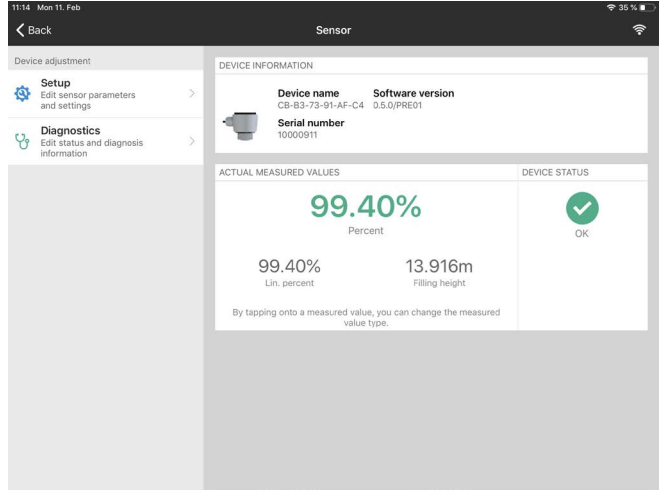 11:14 Mon 11. Feb
35 %
Back
Sensor
Device adjustment
Setup
Edit sensor parameters
and settings
Diagnostics
Edit status and diagnosis
information
DEVICE INFORMATION
Device name
CB-B3-73-91-AF-C4
Software version
0.5.0/PRE01
Serial number
10000911
ACTUAL MEASURED VALUES
99.40%
Percent
99.40%
Lin. percent
13.916m
Filling height
By tapping onto a measured value, you can change the measured
value type.
DEVICE STATUS
OK